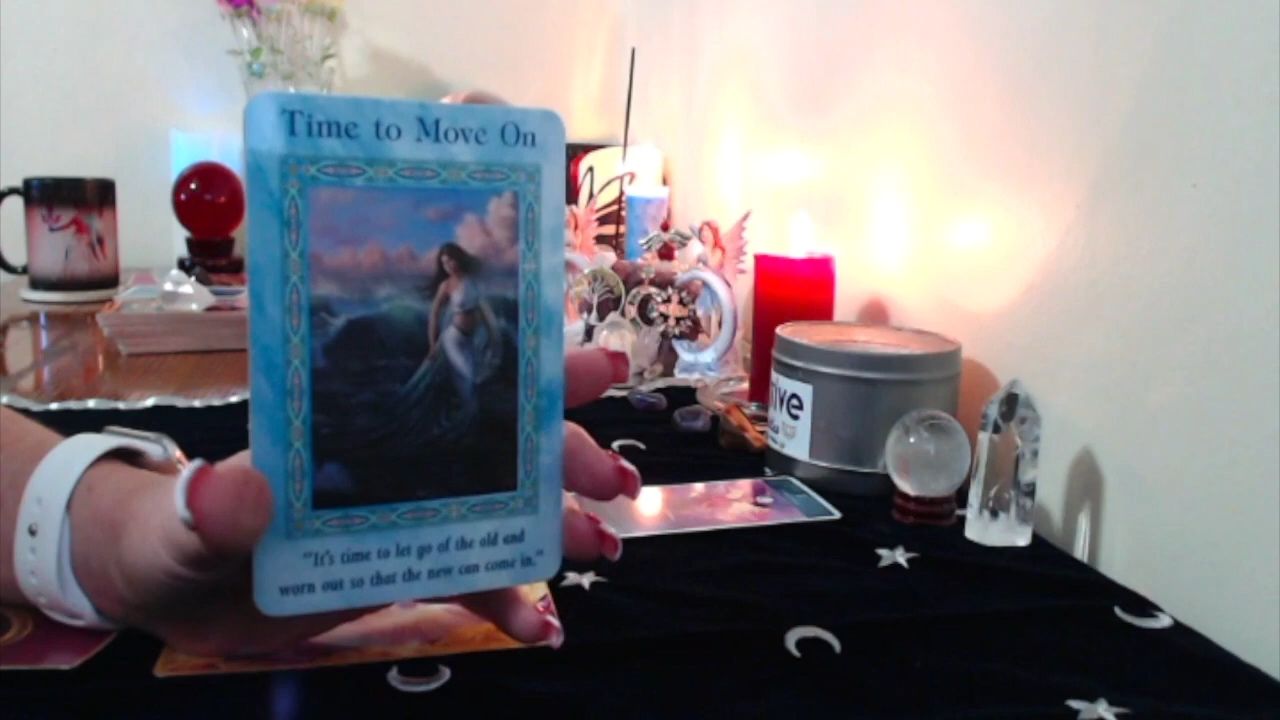 Time to Move On
"It's time to let go of the old and
worn out so that the new can come in."